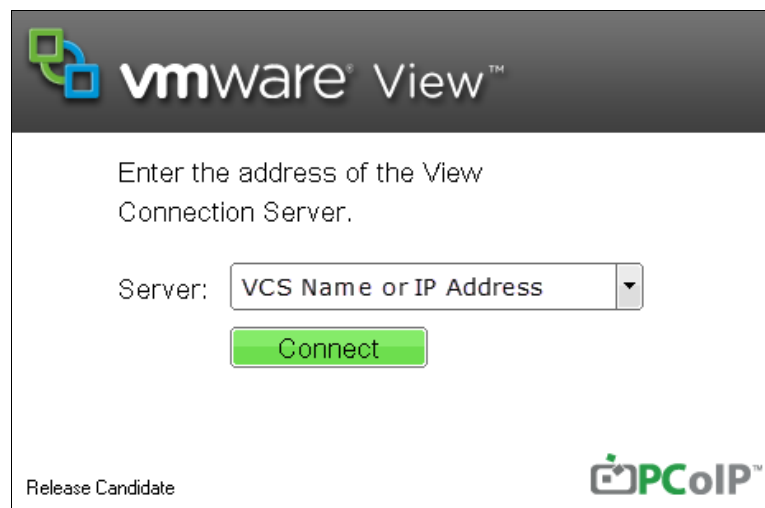 vmware® View™
Enter the address of the View
Connection Server.
Server: VCS Name or IP Address
Connect
Release Candidate
PCoIP™